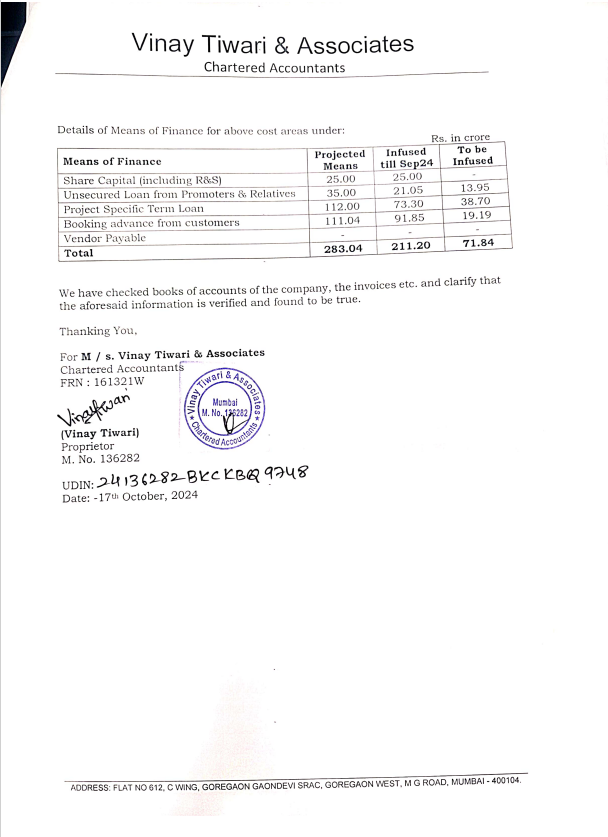 Vinay Tiwari & Associates
Chartered Accountants
Details of Means of Finance for above cost areas under:
Rs. in crore
Means of Finance | Projected Means | Infused till Sep24 | To be Infused
Share Capital (including R&S) | 25.00 | 25.00 | -
Unsecured Loan from Promoters & Relatives | 35.00 | 21.05 | 13.95
Project Specific Term Loan | 112.00 | 73.30 | 38.70
Booking advance from customers | 111.04 | 91.85 | 19.19
Vendor Payable | - | - | -
Total | 283.04 | 211.20 | 71.84
We have checked books of accounts of the company, the invoices etc. and clarify that
the aforesaid information is verified and found to be true.
Thanking You,
For M / s. Vinay Tiwari & Associates
Chartered Accountants
FRN : 161321W
Vinay Tiwari & Associates
Mumbai
M. No. 136282
★ Chartered Accountants ★
(Vinay Tiwari)
Proprietor
M. No. 136282
UDIN: 24136282BKCKBQ9748
Date: -17th October, 2024
ADDRESS: FLAT NO 612, C WING, GOREGAON GAONDEVI SRAC, GOREGAON WEST, M G ROAD, MUMBAI - 400104.